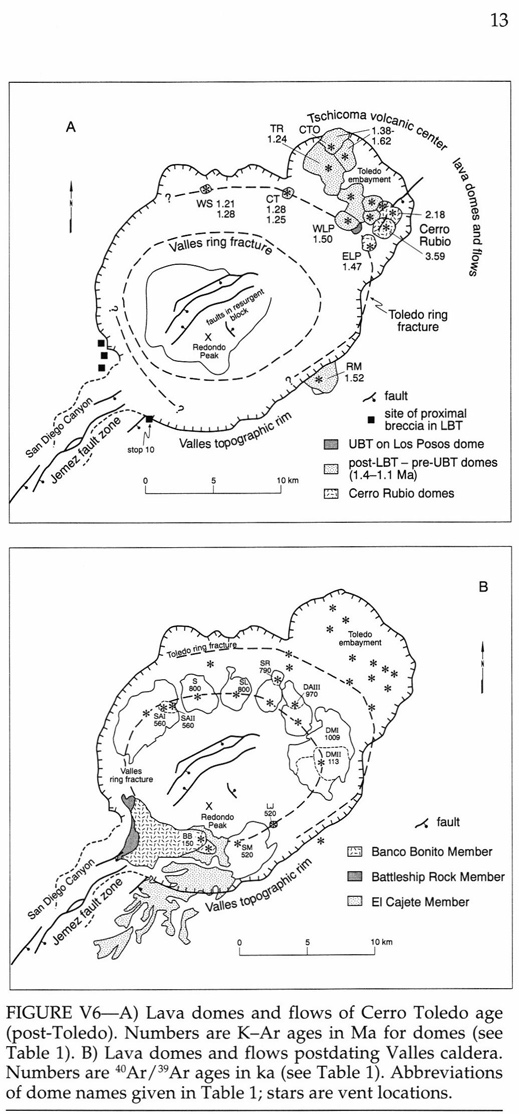 13
A
Tschicoma volcanic center
lava domes and flows
TR
1.24
CTO
1.38-
1.62
Toledo
embayment
?
WS 1.21
1.28
CT
1.28
1.25
WLP
1.50
2.18
Cerro
Rubio
3.59
ELP
1.47
Valles ring fracture
faults in resurgent
block
X
Redondo
Peak
Toledo ring
fracture
N
?
?
?
RM
1.52
San Diego Canyon
Jemez fault zone
stop 10
Valles topographic rim
0 5 10 km
fault
site of proximal
breccia in LBT
UBT on Los Posos dome
post-LBT – pre-UBT domes
(1.4–1.1 Ma)
Cerro Rubio domes
B
Toledo
embayment
Toledo ring fracture
N
SR
790
S
800
SL
800
DAIII
970
SAI
560
SAII
560
DMI
1009
DMII
113
Valles
ring fracture
X
Redondo
Peak
LJ
520
BB
150
SM
520
San Diego Canyon
Jemez fault zone
Valles topographic rim
0 5 10 km
fault
Banco Bonito Member
Battleship Rock Member
El Cajete Member
FIGURE V6—A) Lava domes and flows of Cerro Toledo age
(post-Toledo). Numbers are K–Ar ages in Ma for domes (see
Table 1). B) Lava domes and flows postdating Valles caldera.
Numbers are ⁴⁰Ar/³⁹Ar ages in ka (see Table 1). Abbreviations
of dome names given in Table 1; stars are vent locations.